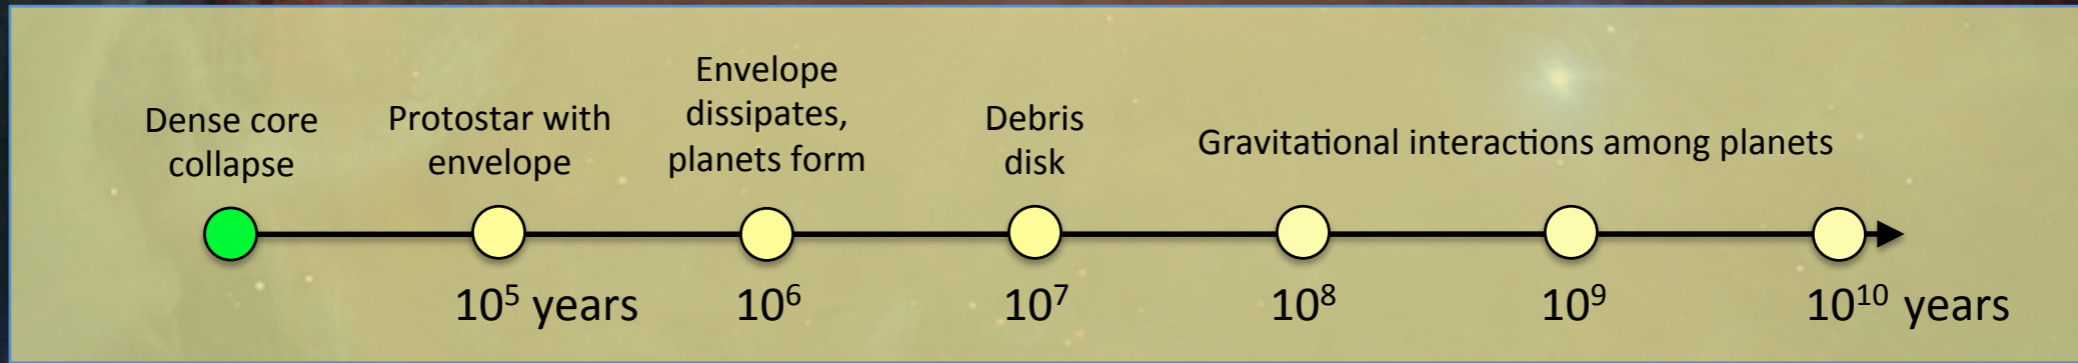 Dense core
collapse
Protostar with
envelope
Envelope
dissipates,
planets form
Debris
disk
Gravitational interactions among planets
10⁵ years
10⁶
10⁷
10⁸
10⁹
10¹⁰ years